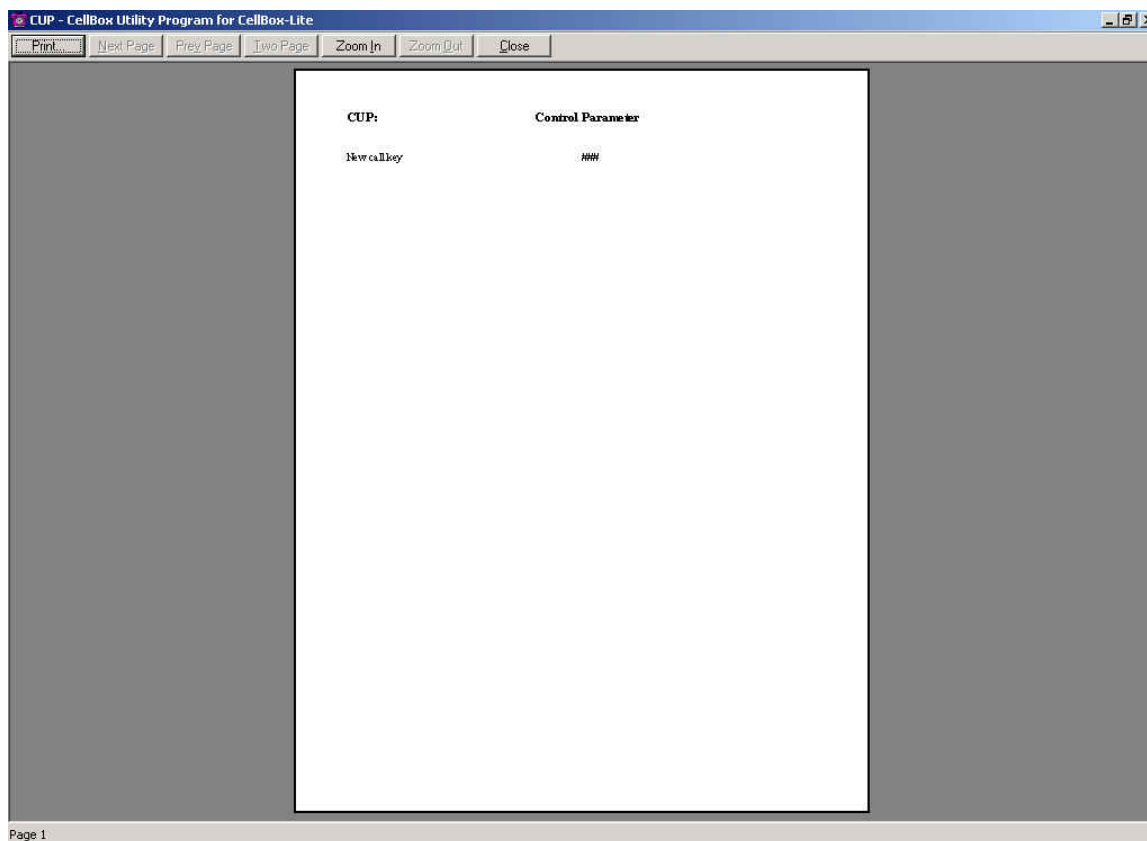 CUP - CellBox Utility Program for CellBox-Lite
Print... Next Page Prev Page Two Page Zoom In Zoom Out Close
CUP: Control Parameter
New call key ###
Page 1